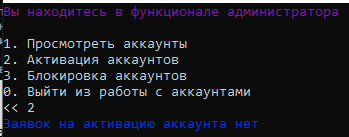 Вы находитесь в функционале администратора
1. Просмотреть аккаунты
2. Активация аккаунтов
3. Блокировка аккаунтов
0. Выйти из работы с аккаунтами
<< 2
Заявок на активацию аккаунта нет